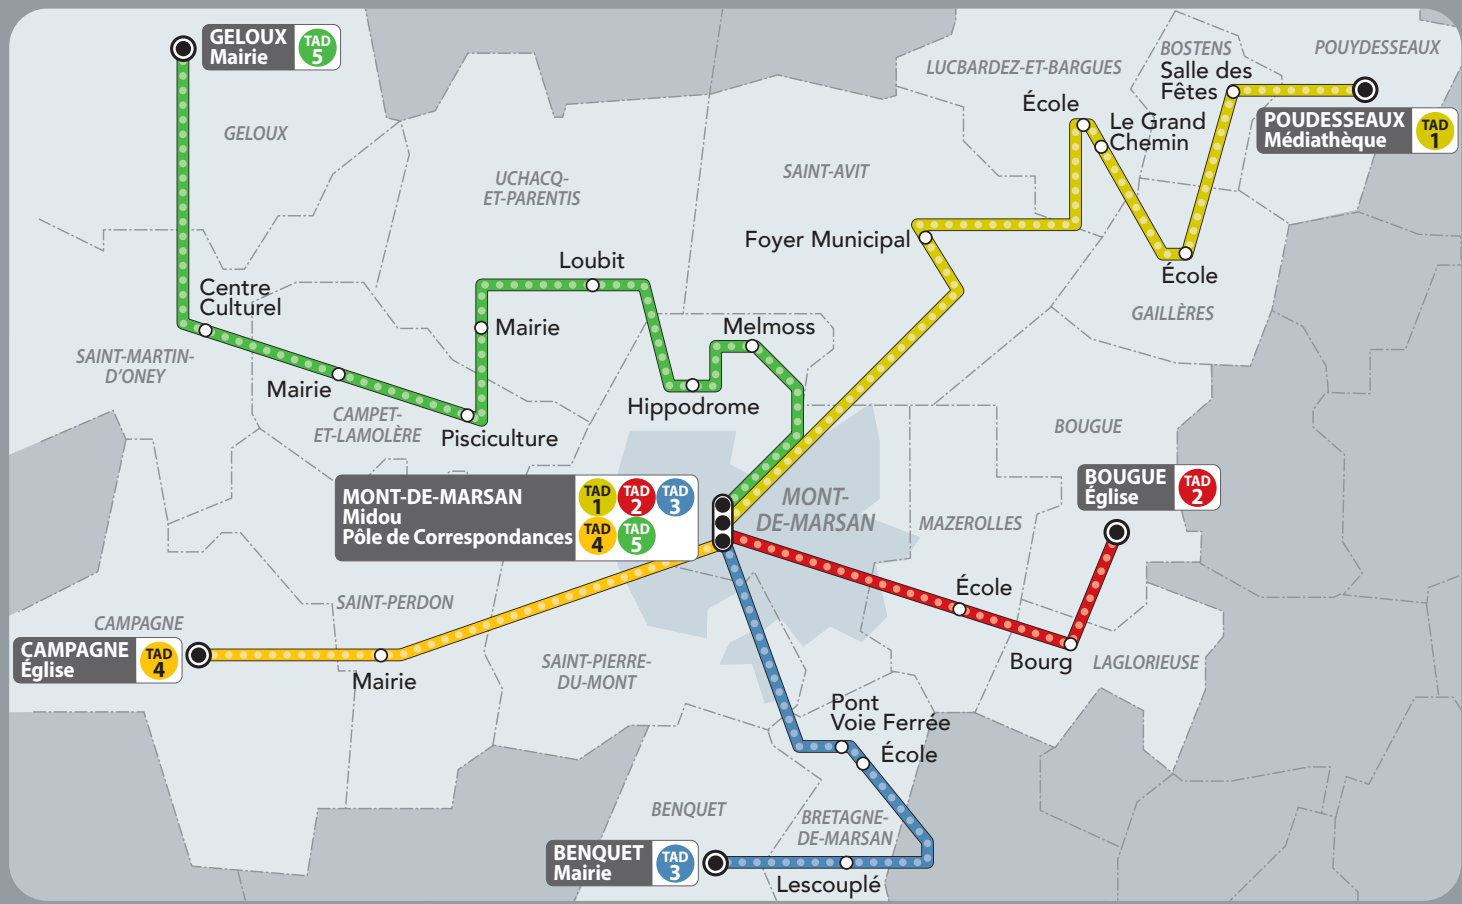 GELOUX
Mairie
TAD
5
BOSTENS
POUYDESSEAUX
LUCBARDEZ-ET-BARGUES
Salle des
Fêtes
École
Le Grand
Chemin
POUDESSEAUX
Médiathèque
TAD
1
GELOUX
UCHACQ-
ET-PARENTIS
SAINT-AVIT
Foyer Municipal
École
GAILLÈRES
Loubit
Centre
Culturel
Mairie
Melmoss
SAINT-MARTIN-
D'ONEY
Mairie
Hippodrome
CAMPET-
ET-LAMOLÈRE
Pisciculture
BOUGUE
MONT-DE-MARSAN
Midou
Pôle de Correspondances
TAD
1
TAD
2
TAD
3
TAD
4
TAD
5
MONT-
DE-MARSAN
MAZEROLLES
BOUGUE
Église
TAD
2
École
Bourg
LAGLORIEUSE
SAINT-PERDON
CAMPAGNE
CAMPAGNE
Église
TAD
4
Mairie
SAINT-PIERRE-
DU-MONT
Pont
Voie Ferrée
École
BENQUET
BRETAGNE-
DE-MARSAN
BENQUET
Mairie
TAD
3
Lescouplé